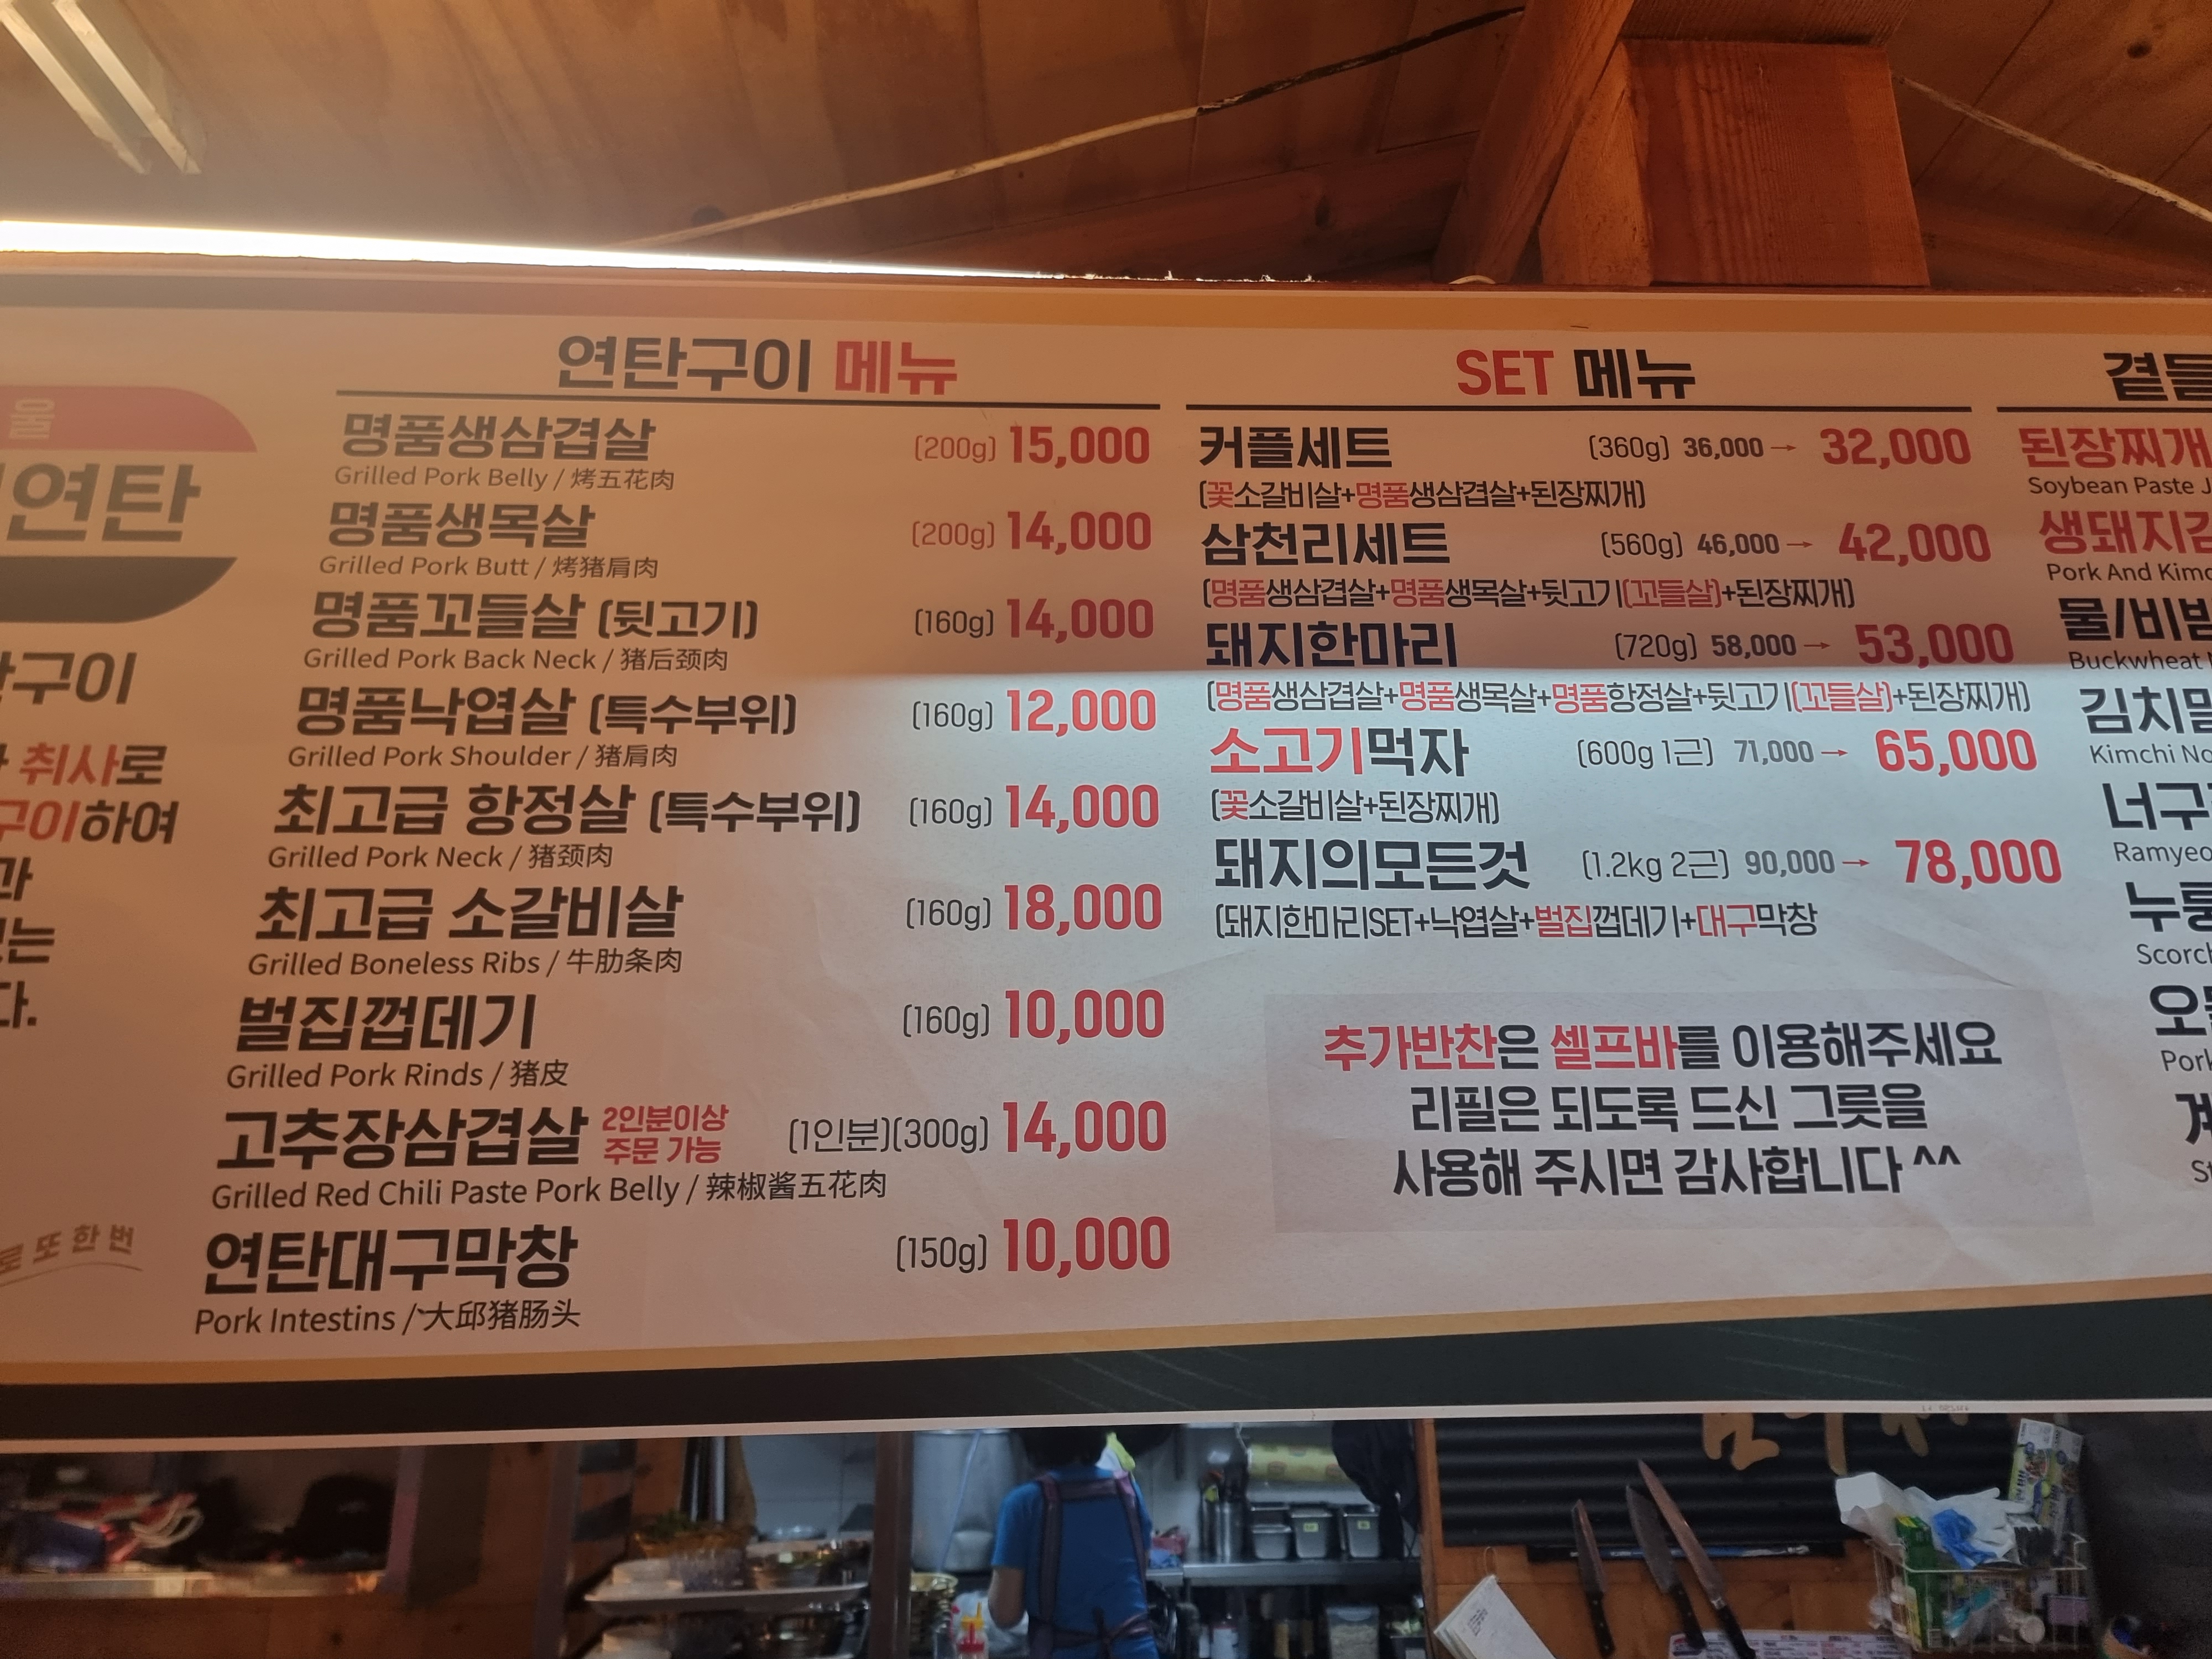 울
연탄
구이
취사로
구이하여
과
는
다.
로 또 한 번
연탄구이 메뉴
명품생삼겹살 (200g) 15,000
Grilled Pork Belly / 烤五花肉
명품생목살 (200g) 14,000
Grilled Pork Butt / 烤猪肩肉
명품꼬들살 (뒷고기) (160g) 14,000
Grilled Pork Back Neck / 猪后颈肉
명품낙엽살 (특수부위) (160g) 12,000
Grilled Pork Shoulder / 猪肩肉
최고급 항정살 (특수부위) (160g) 14,000
Grilled Pork Neck / 猪颈肉
최고급 소갈비살 (160g) 18,000
Grilled Boneless Ribs / 牛肋条肉
벌집껍데기 (160g) 10,000
Grilled Pork Rinds / 猪皮
고추장삼겹살 2인분이상 주문 가능 (1인분)(300g) 14,000
Grilled Red Chili Paste Pork Belly / 辣椒酱五花肉
연탄대구막창 (150g) 10,000
Pork Intestins / 大邱猪肠头
SET 메뉴
커플세트 (360g) 36,000 → 32,000
(꽃소갈비살+명품생삼겹살+된장찌개)
삼천리세트 (560g) 46,000 → 42,000
(명품생삼겹살+명품생목살+뒷고기(꼬들살)+된장찌개)
돼지한마리 (720g) 58,000 → 53,000
(명품생삼겹살+명품생목살+명품항정살+뒷고기(꼬들살)+된장찌개)
소고기먹자 (600g 1근) 71,000 → 65,000
(꽃소갈비살+된장찌개)
돼지의모든것 (1.2kg 2근) 90,000 → 78,000
(돼지한마리SET+낙엽살+벌집껍데기+대구막창
추가반찬은 셀프바를 이용해주세요
리필은 되도록 드신 그릇을
사용해 주시면 감사합니다 ^^
곁들
된장찌개
Soybean Paste J
생돼지김
Pork And Kimc
물/비빔
Buckwheat
김치말
Kimchi No
너구
Ramyeo
누룽
Scorch
오
Pork
계
St